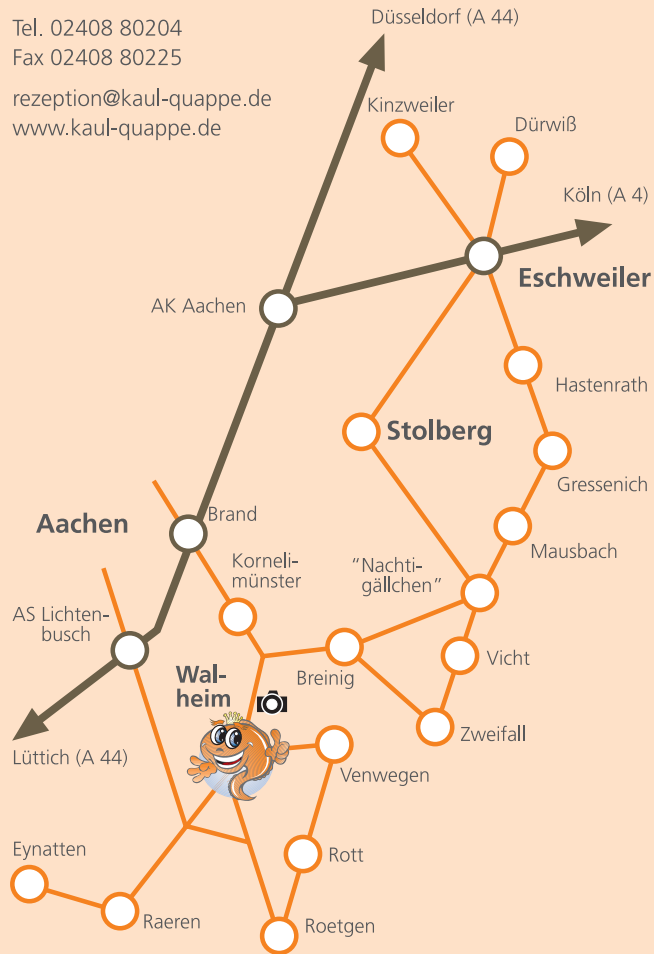 Tel. 02408 80204
Fax 02408 80225
rezeption@kaul-quappe.de
www.kaul-quappe.de
Düsseldorf (A 44)
Kinzweiler
Dürwiß
Köln (A 4)
Eschweiler
AK Aachen
Hastenrath
Stolberg
Gressenich
Aachen
Brand
Korneli-
münster
"Nachti-
gällchen"
Mausbach
AS Lichten-
busch
Wal-
heim
Breinig
Vicht
Zweifall
Lüttich (A 44)
Venwegen
Eynatten
Rott
Raeren
Roetgen